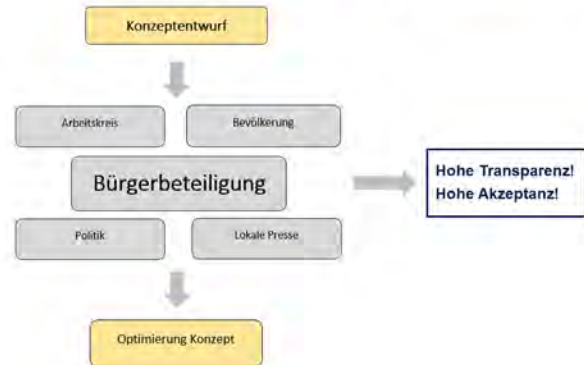 Konzeptentwurf
Arbeitskreis
Bevölkerung
Bürgerbeteiligung
Hohe Transparenz!
Hohe Akzeptanz!
Politik
Lokale Presse
Optimierung Konzept